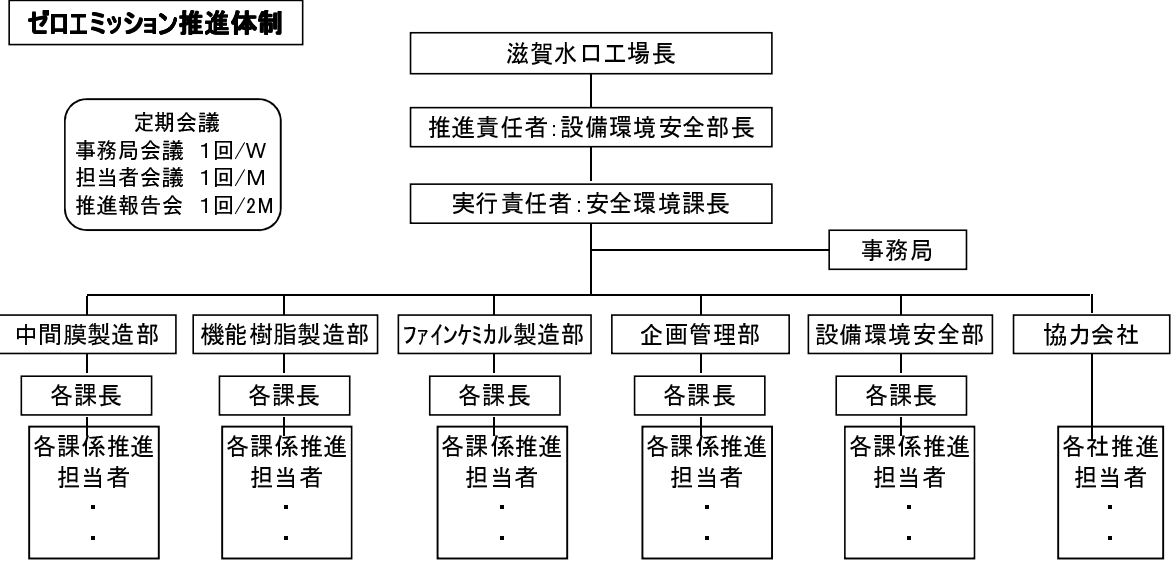 ゼロエミッション推進体制
滋賀水口工場長
定期会議
事務局会議 1回/W
担当者会議 1回/M
推進報告会 1回/2M
推進責任者:設備環境安全部長
実行責任者:安全環境課長
事務局
中間膜製造部
機能樹脂製造部
ファインケミカル製造部
企画管理部
設備環境安全部
協力会社
各課長
各課長
各課長
各課長
各課長
各課係推進
担当者
・
・
各課係推進
担当者
・
・
各課係推進
担当者
・
・
各課係推進
担当者
・
・
各課係推進
担当者
・
・
各社推進
担当者
・
・